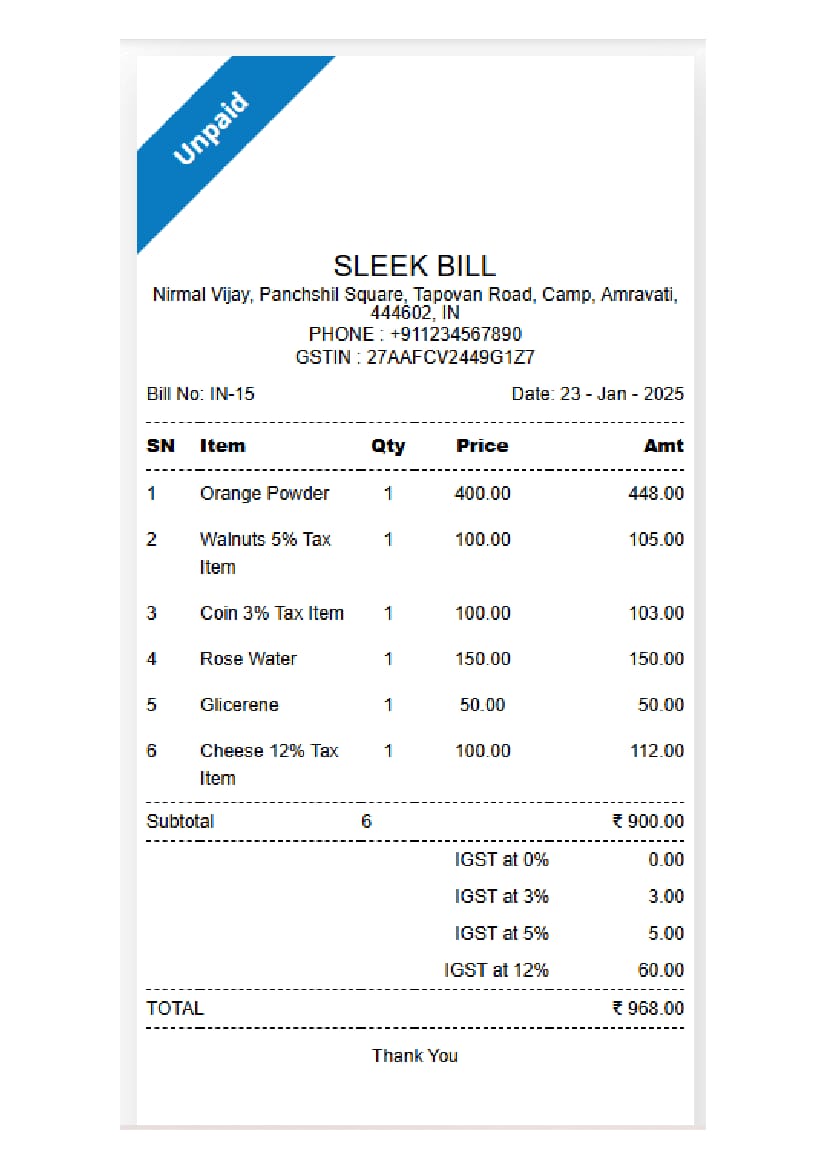 Unpaid
SLEEK BILL
Nirmal Vijay, Panchshil Square, Tapovan Road, Camp, Amravati,
444602, IN
PHONE : +911234567890
GSTIN : 27AAFCV2449G1Z7
Bill No: IN-15 Date: 23 - Jan - 2025
SN Item Qty Price Amt
1 Orange Powder 1 400.00 448.00
2 Walnuts 5% Tax 1 100.00 105.00
Item
3 Coin 3% Tax Item 1 100.00 103.00
4 Rose Water 1 150.00 150.00
5 Glicerene 1 50.00 50.00
6 Cheese 12% Tax 1 100.00 112.00
Item
Subtotal 6 ₹ 900.00
IGST at 0% 0.00
IGST at 3% 3.00
IGST at 5% 5.00
IGST at 12% 60.00
TOTAL ₹ 968.00
Thank You